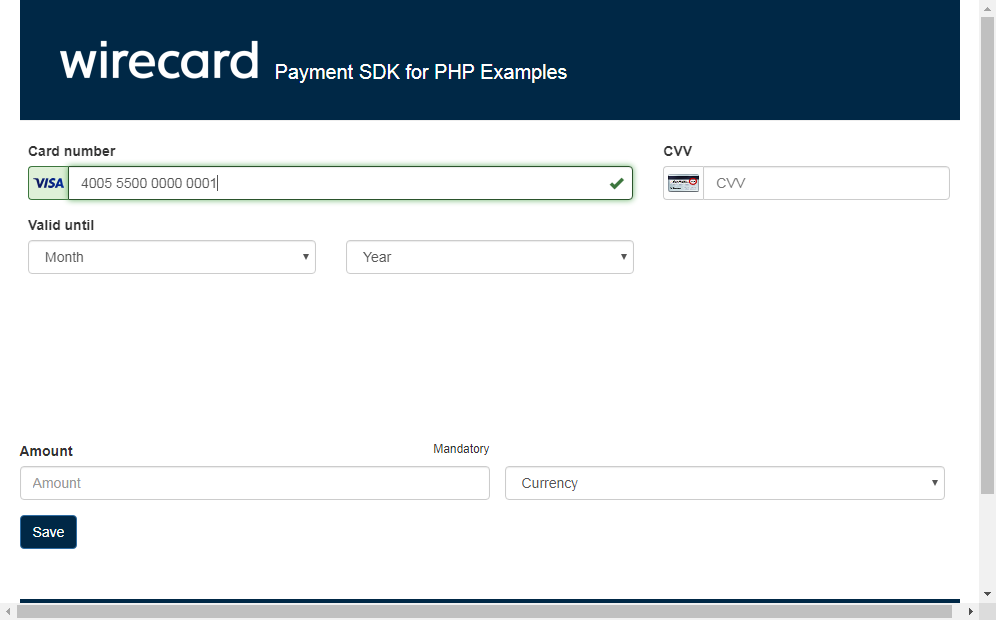 wirecard Payment SDK for PHP Examples
Card number
CVV
VISA 4005 5500 0000 0001
CVV
Valid until
Month
Year
Amount
Mandatory
Amount
Currency
Save